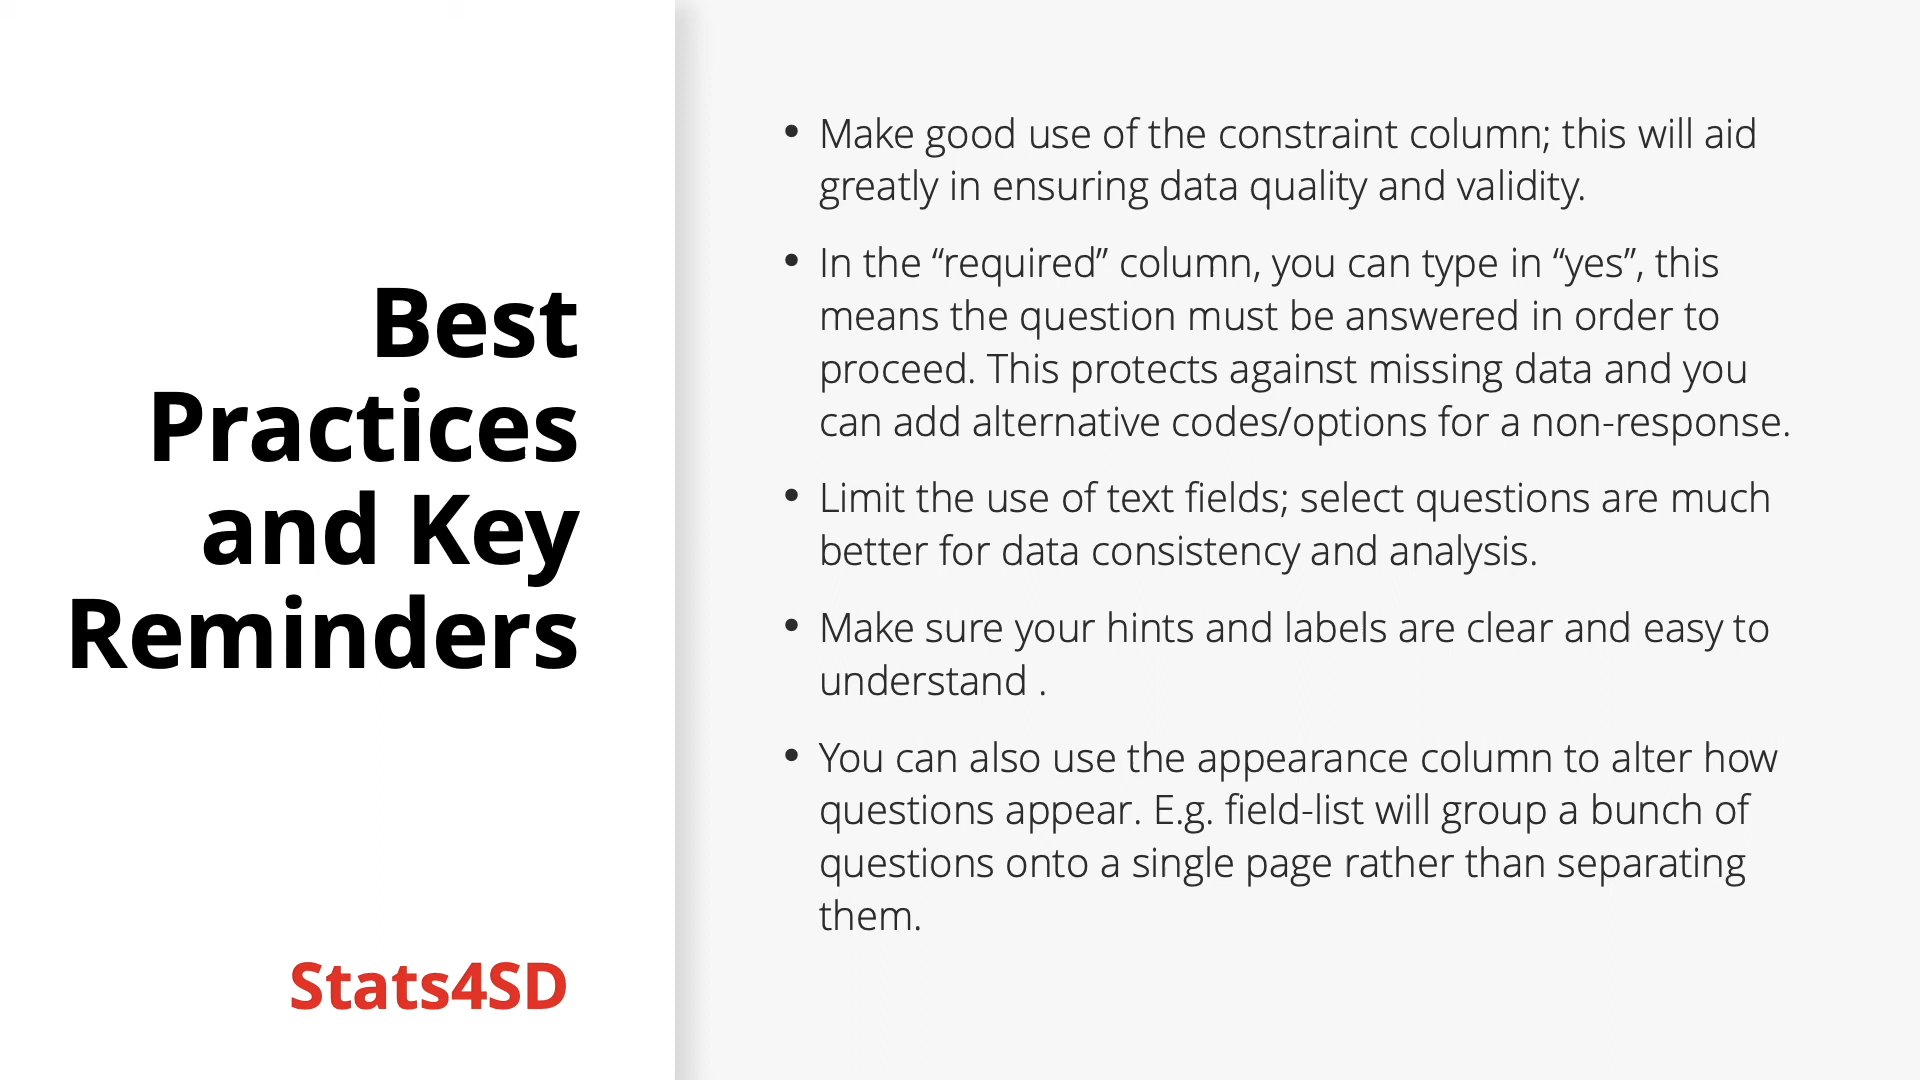 Best
Practices
and Key
Reminders
Stats4SD
• Make good use of the constraint column; this will aid
greatly in ensuring data quality and validity.
• In the “required” column, you can type in “yes”, this
means the question must be answered in order to
proceed. This protects against missing data and you
can add alternative codes/options for a non-response.
• Limit the use of text fields; select questions are much
better for data consistency and analysis.
• Make sure your hints and labels are clear and easy to
understand .
• You can also use the appearance column to alter how
questions appear. E.g. field-list will group a bunch of
questions onto a single page rather than separating
them.